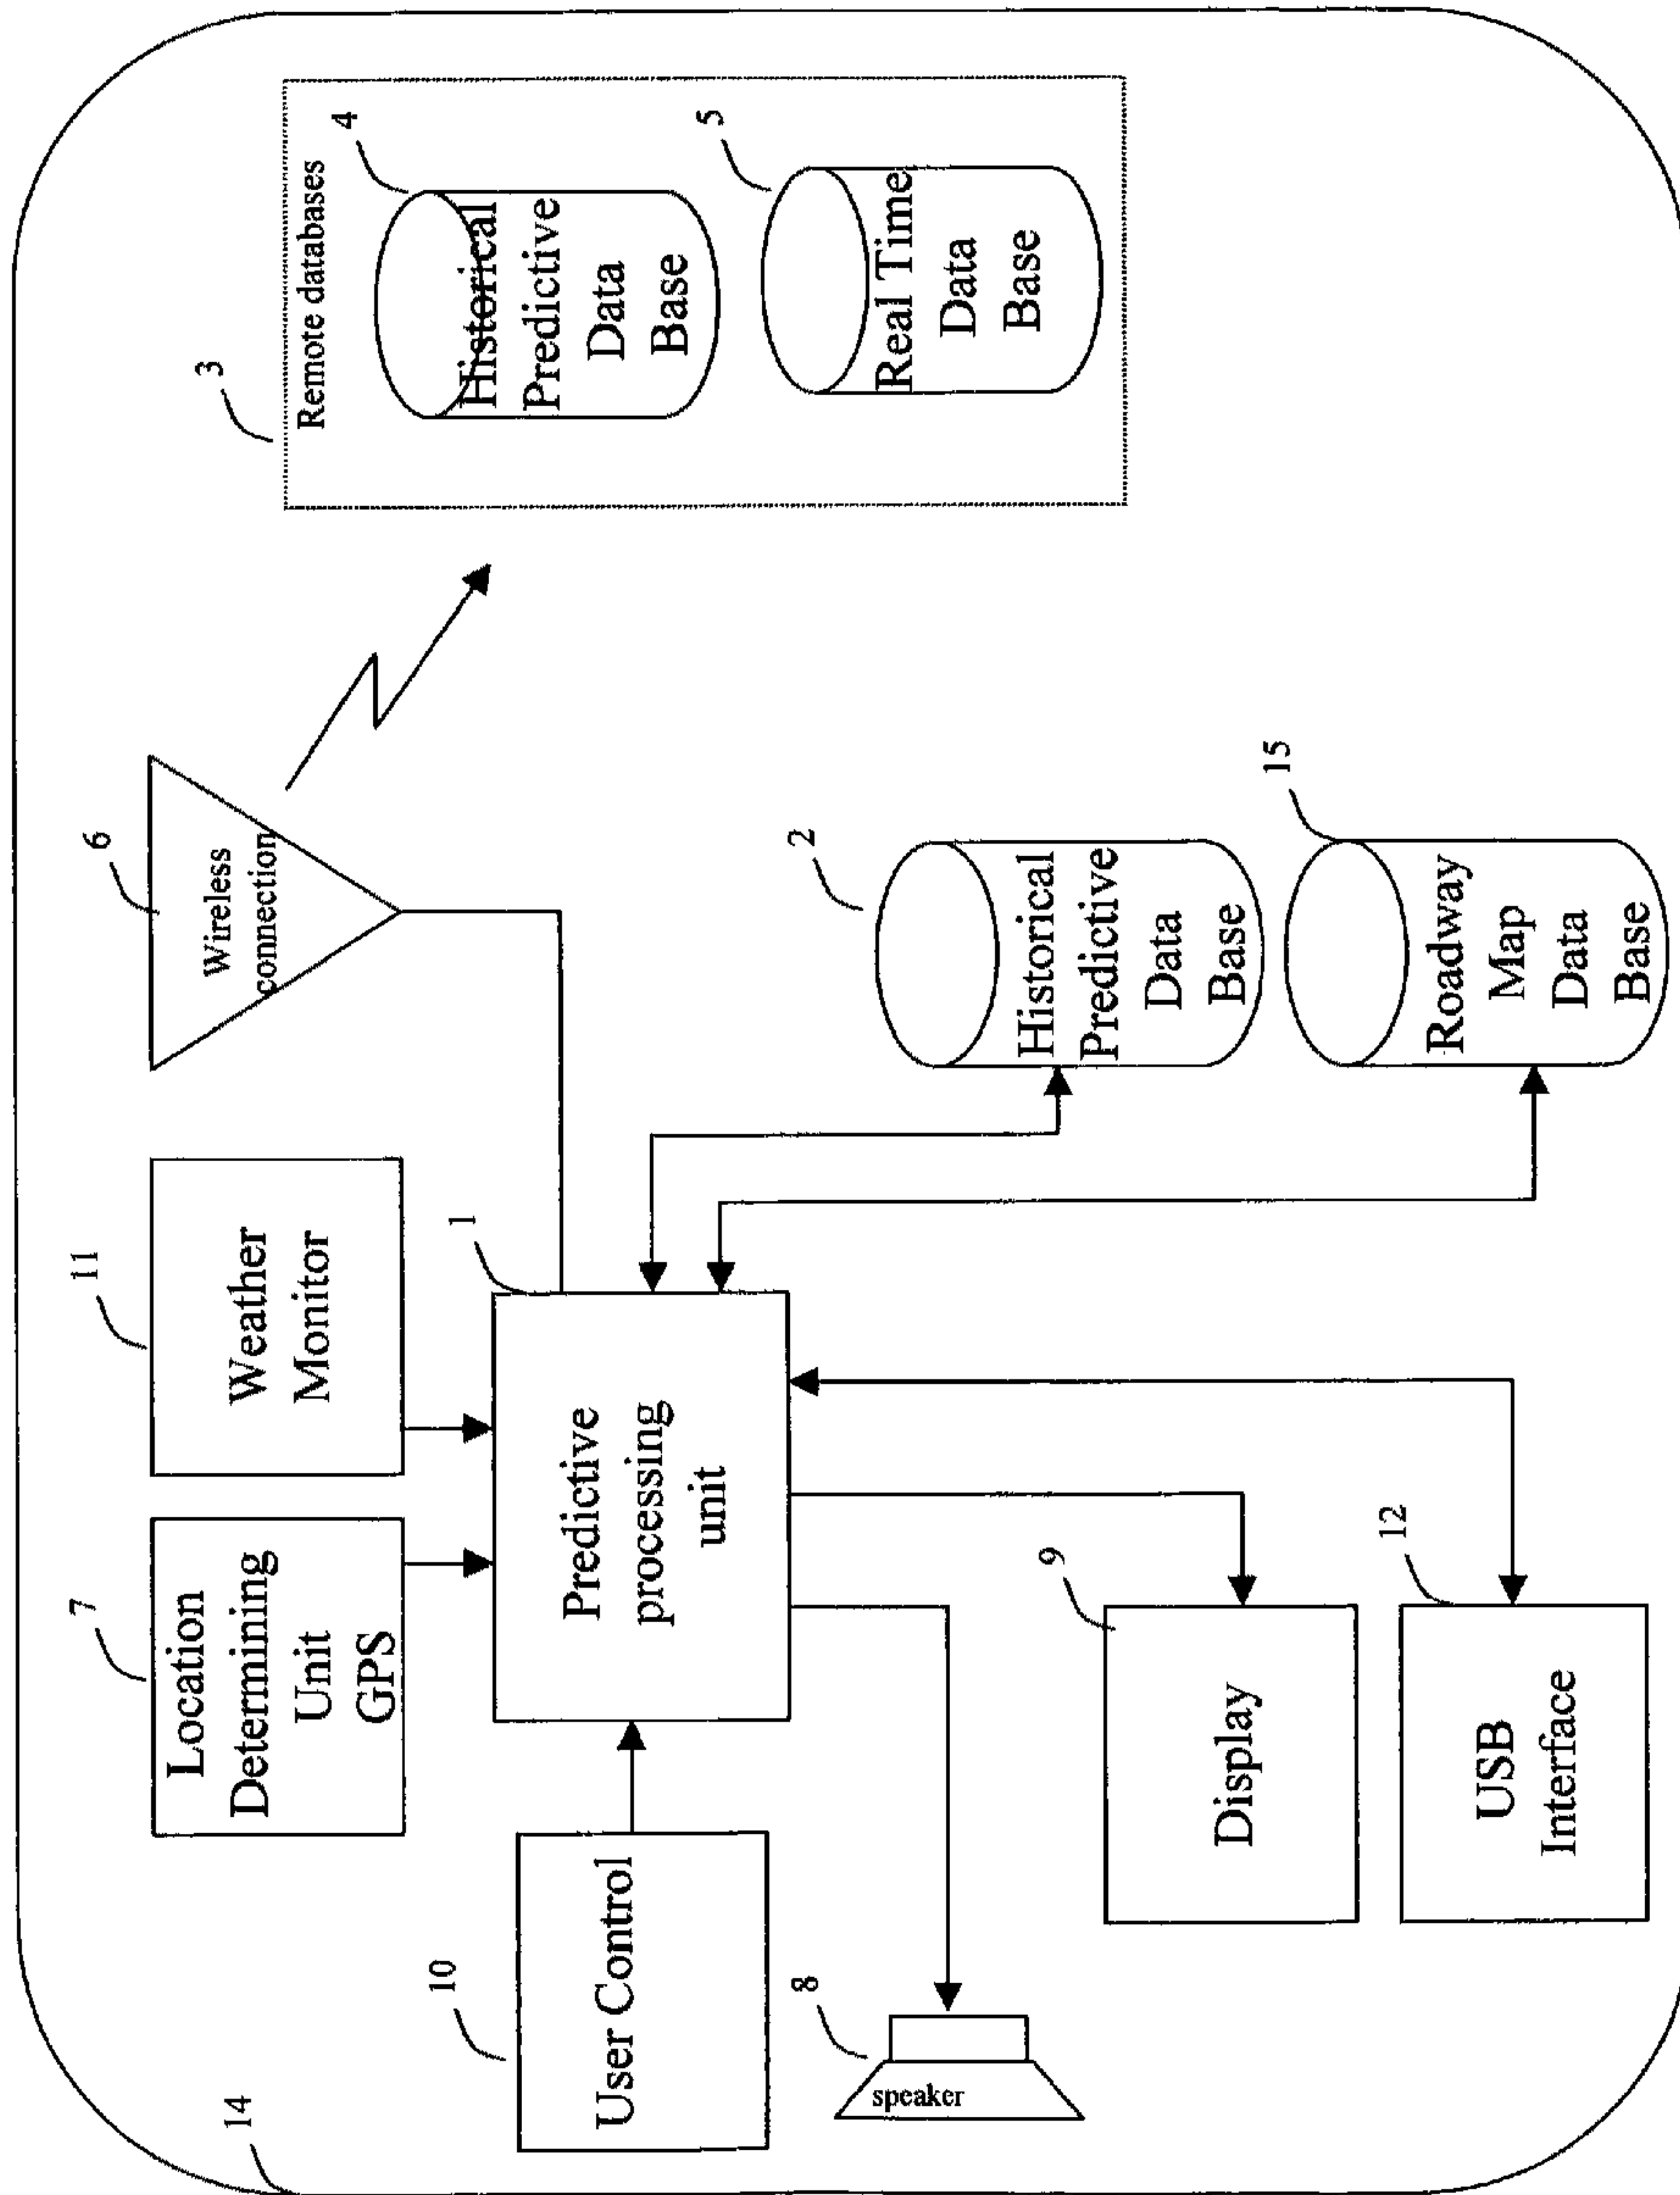 14
7
Location
Determining
Unit
GPS
11
Weather
Monitor
6
Wireless
connection
3
Remote databases
4
Historical
Predictive
Data
Base
5
Real Time
Data
Base
10
User Control
1
Predictive
processing
unit
8
speaker
2
Historical
Predictive
Data
Base
9
Display
15
Roadway
Map
Data
Base
12
USB
Interface